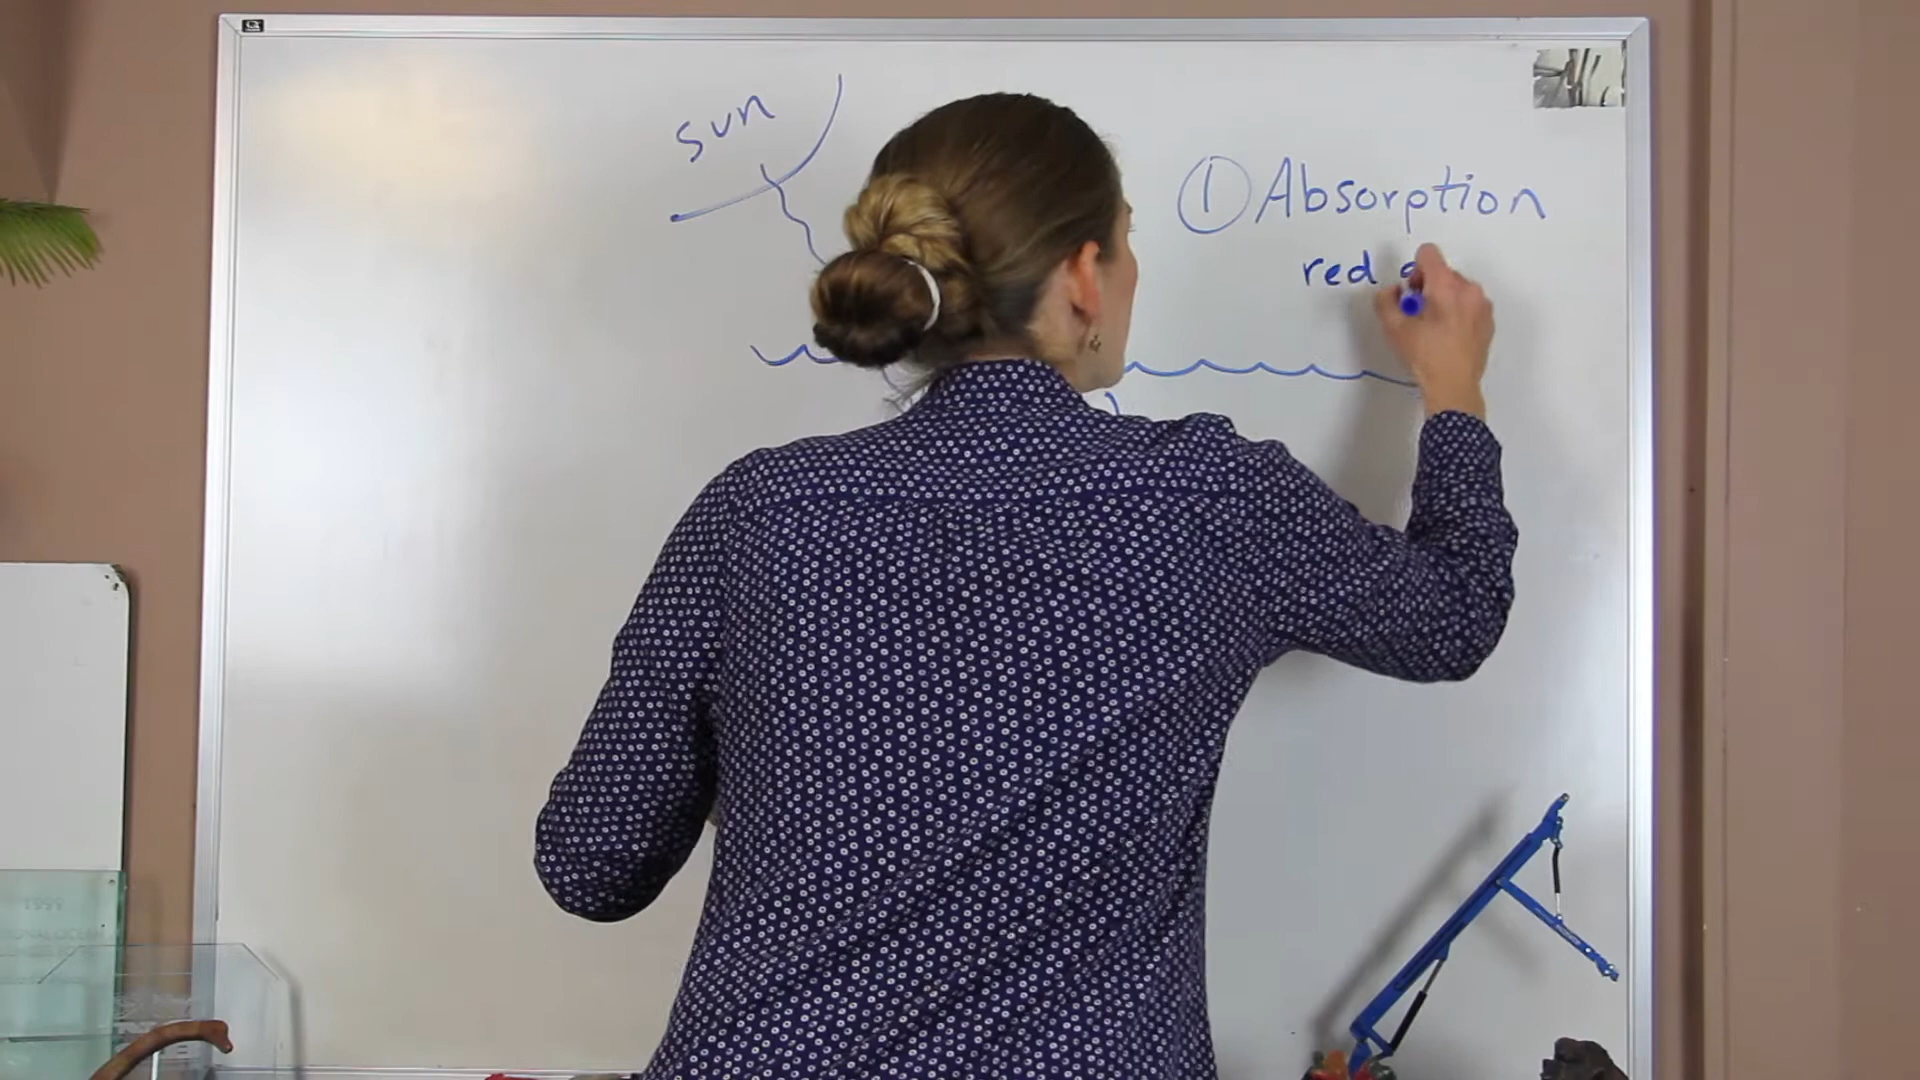 sun
① Absorption
red